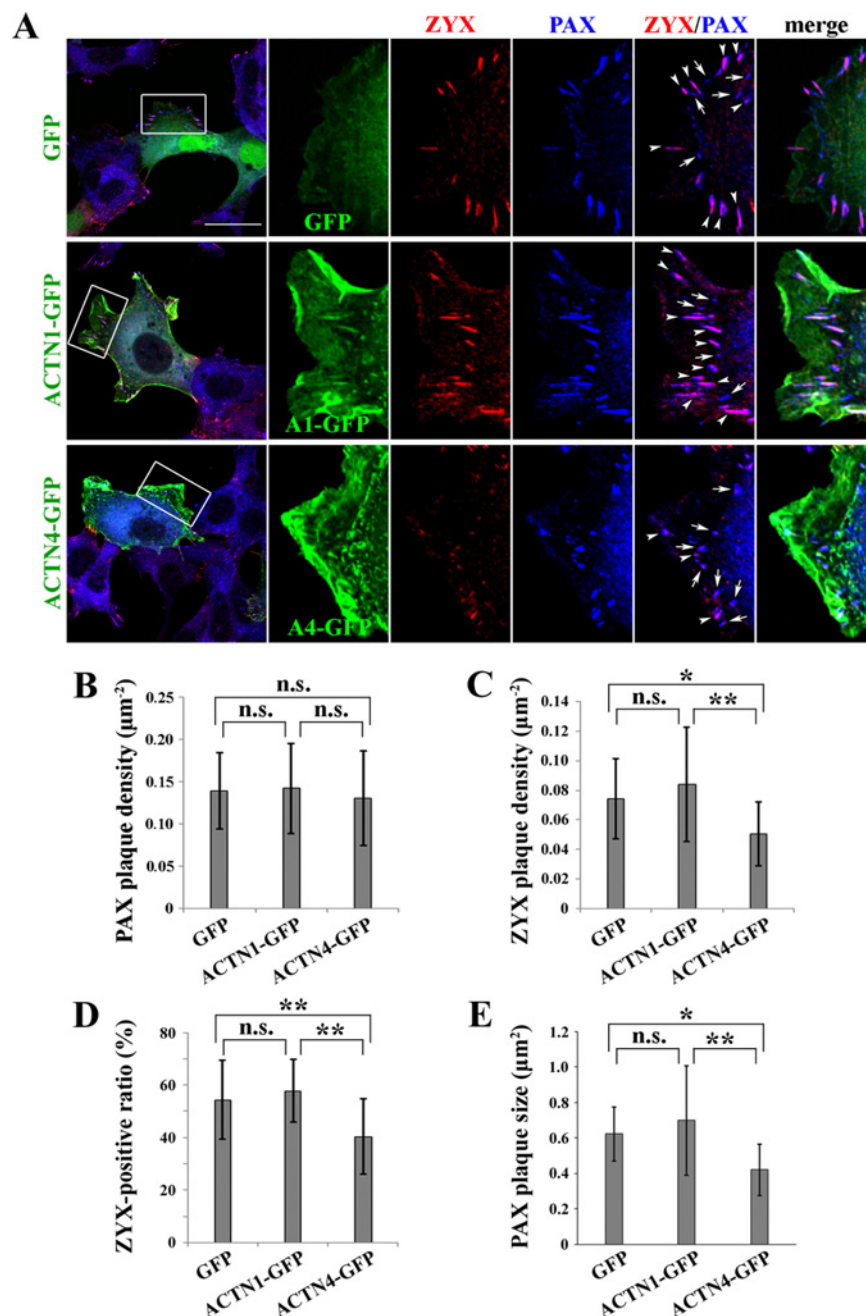 A
ZYX PAX ZYX/PAX merge
GFP
GFP
ACTN1-GFP
A1-GFP
ACTN4-GFP
A4-GFP
B
PAX plaque density (μm⁻²)
n.s.
n.s. n.s.
0.25
0.20
0.15
0.10
0.05
0
GFP
ACTN1-GFP
ACTN4-GFP
C
ZYX plaque density (μm⁻²)
*
n.s. **
0.14
0.12
0.10
0.08
0.06
0.04
0.02
0.00
GFP
ACTN1-GFP
ACTN4-GFP
D
ZYX-positive ratio (%)
**
n.s. **
80
60
40
20
0
GFP
ACTN1-GFP
ACTN4-GFP
E
PAX plaque size (μm²)
*
n.s. **
1.2
1.0
0.8
0.6
0.4
0.2
0
GFP
ACTN1-GFP
ACTN4-GFP